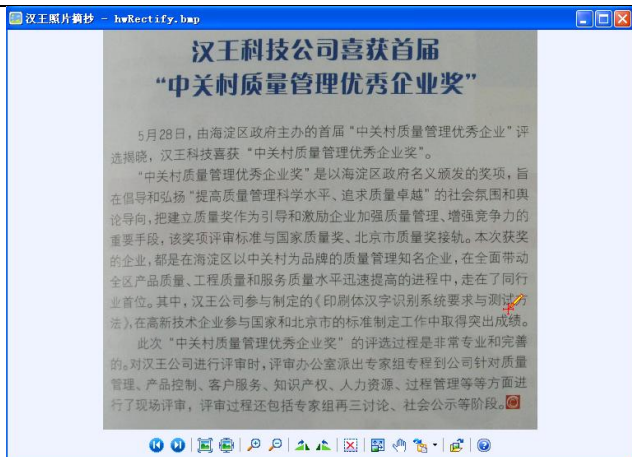 汉王照片摘抄 - hwRectify.bmp
汉王科技公司喜获首届
“中关村质量管理优秀企业奖”
5月28日，由海淀区政府主办的首届“中关村质量管理优秀企业”评
选揭晓，汉王科技喜获“中关村质量管理优秀企业奖”。
“中关村质量管理优秀企业奖”是以海淀区政府名义颁发的奖项，旨
在倡导和弘扬“提高质量管理科学水平、追求质量卓越”的社会氛围和舆
论导向，把建立质量奖作为引导和激励企业加强质量管理、增强竞争力的
重要手段，该奖项评审标准与国家质量奖、北京市质量奖接轨。本次获奖
的企业，都是在海淀区以中关村为品牌的质量管理知名企业，在全面带动
全区产品质量、工程质量和服务质量水平迅速提高的进程中，走在了同行
业首位。其中，汉王公司参与制定的《印刷体汉字识别系统要求与测试方
法》，在高新技术企业参与国家和北京市的标准制定工作中取得突出成绩。
此次“中关村质量管理优秀企业奖”的评选过程是非常专业和完善
的。对汉王公司进行评审时，评审办公室派出专家组专程到公司针对质量
管理、产品控制、客户服务、知识产权、人力资源、过程管理等等方面进
行了现场评审，评审过程还包括专家组再三讨论、社会公示等阶段。